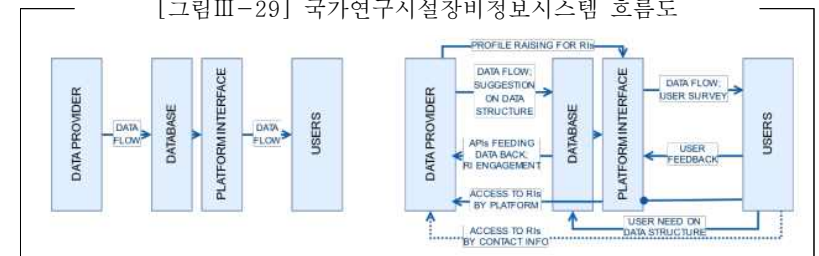 [그림Ⅲ-29] 국가연구시설장비정보시스템 흐름도
DATA PROVIDER
DATA
FLOW
DATABASE
PLATFORM INTERFACE
DATA
FLOW
USERS
PROFILE RAISING FOR RIs
DATA PROVIDER
DATA FLOW;
SUGGESTION
ON DATA
STRUCTURE
APIs FEEDING
DATA BACK;
RI ENGAGEMENT
ACCESS TO RIs
BY PLATFORM
ACCESS TO RIs
BY CONTACT INFO
DATABASE
PLATFORM INTERFACE
DATA FLOW;
USER SURVEY
USER
FEEDBACK
USER NEED ON
DATA STRUCTURE
USERS